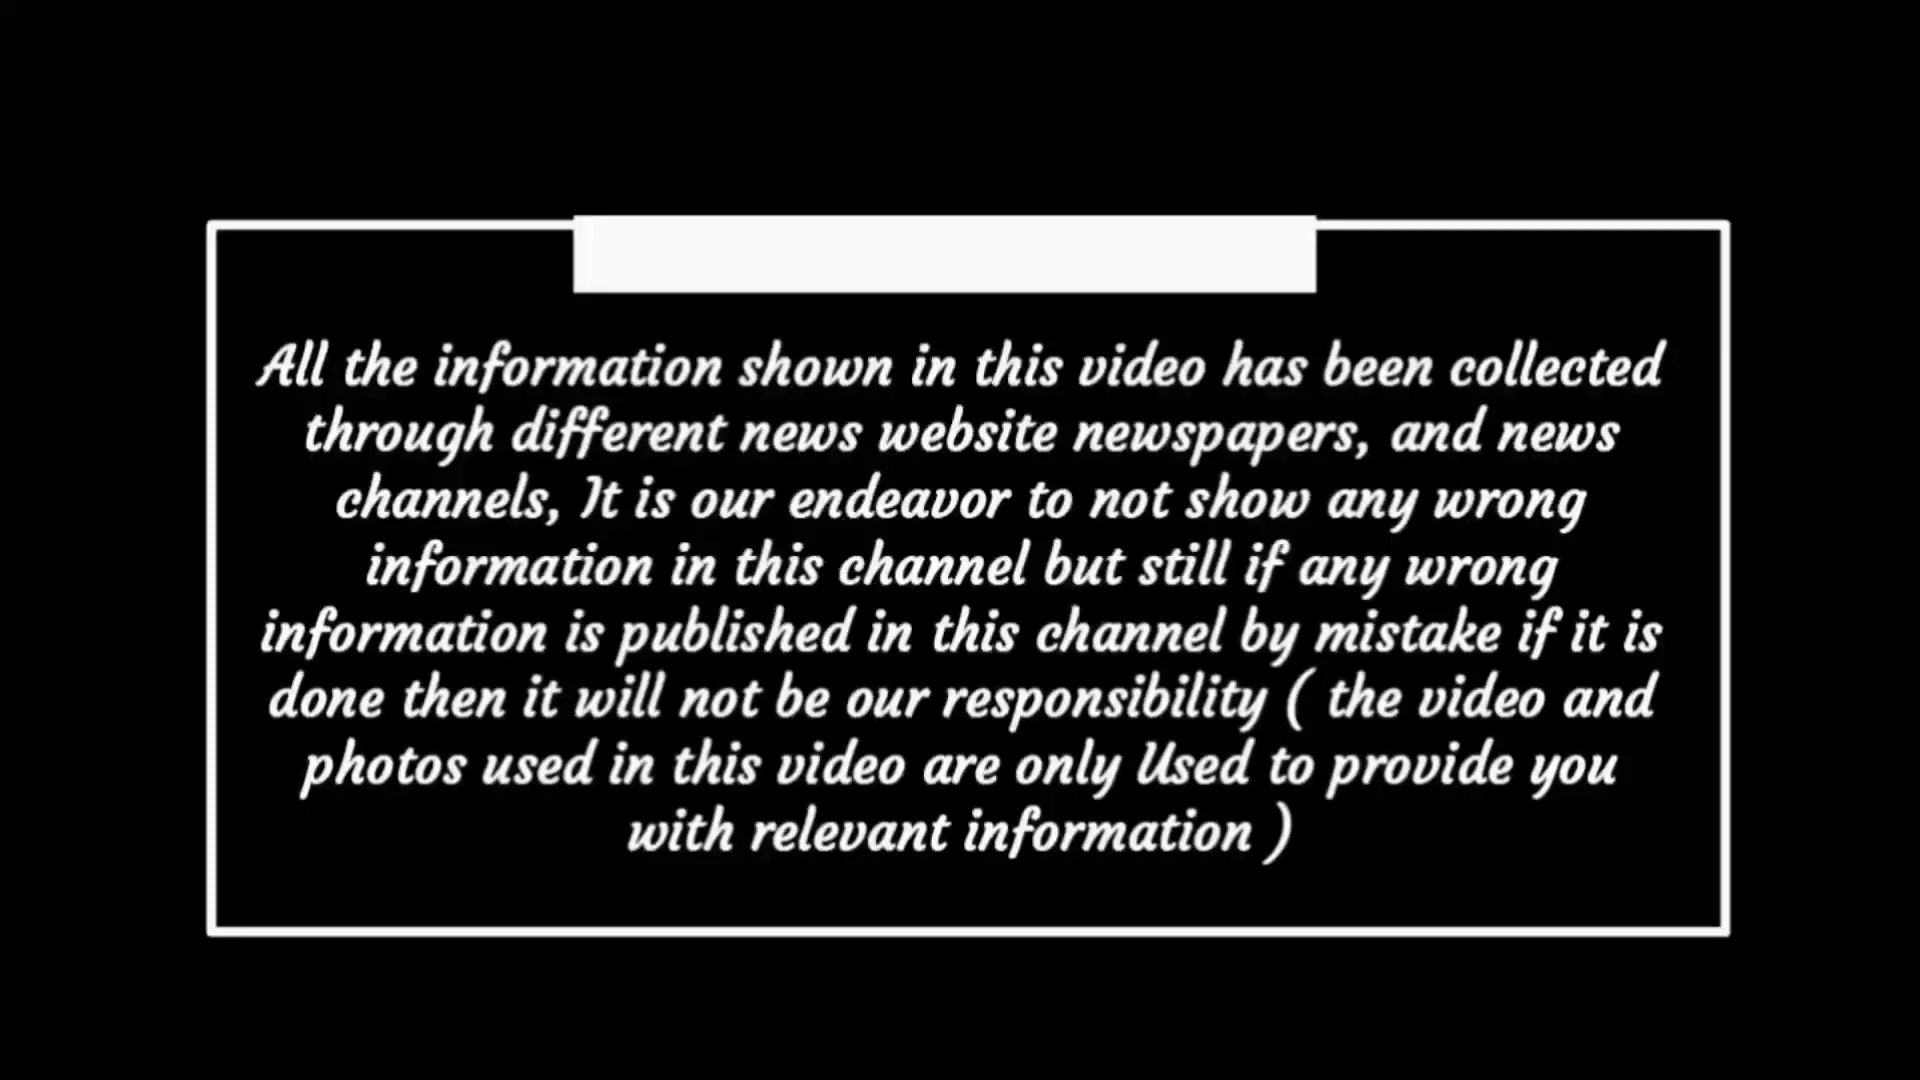 All the information shown in this video has been collected
through different news website newspapers, and news
channels, It is our endeavor to not show any wrong
information in this channel but still if any wrong
information is published in this channel by mistake if it is
done then it will not be our responsibility ( the video and
photos used in this video are only Used to provide you
with relevant information )